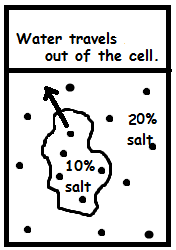 Water travels
out of the cell.
20%
salt
10%
salt